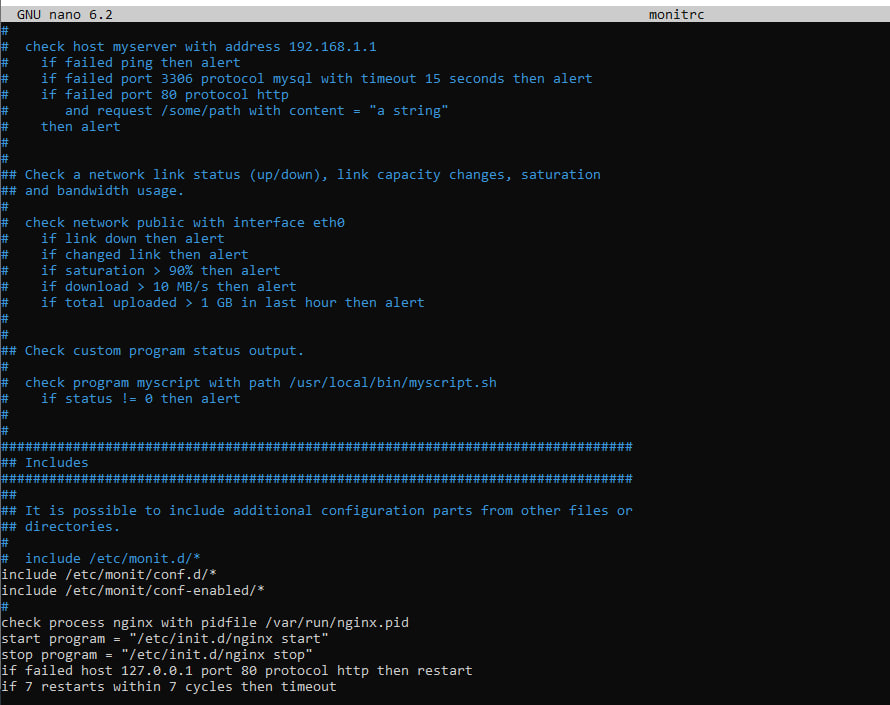 GNU nano 6.2 monitrc
#
#  check host myserver with address 192.168.1.1
#    if failed ping then alert
#    if failed port 3306 protocol mysql with timeout 15 seconds then alert
#    if failed port 80 protocol http
#       and request /some/path with content = "a string"
#    then alert
#
#
## Check a network link status (up/down), link capacity changes, saturation
## and bandwidth usage.
#
#  check network public with interface eth0
#    if link down then alert
#    if changed link then alert
#    if saturation > 90% then alert
#    if download > 10 MB/s then alert
#    if total uploaded > 1 GB in last hour then alert
#
#
## Check custom program status output.
#
#  check program myscript with path /usr/local/bin/myscript.sh
#    if status != 0 then alert
#
#
###############################################################################
## Includes
###############################################################################
##
## It is possible to include additional configuration parts from other files or
## directories.
#
#  include /etc/monit.d/*
include /etc/monit/conf.d/*
include /etc/monit/conf-enabled/*
#
check process nginx with pidfile /var/run/nginx.pid
start program = "/etc/init.d/nginx start"
stop program = "/etc/init.d/nginx stop"
if failed host 127.0.0.1 port 80 protocol http then restart
if 7 restarts within 7 cycles then timeout